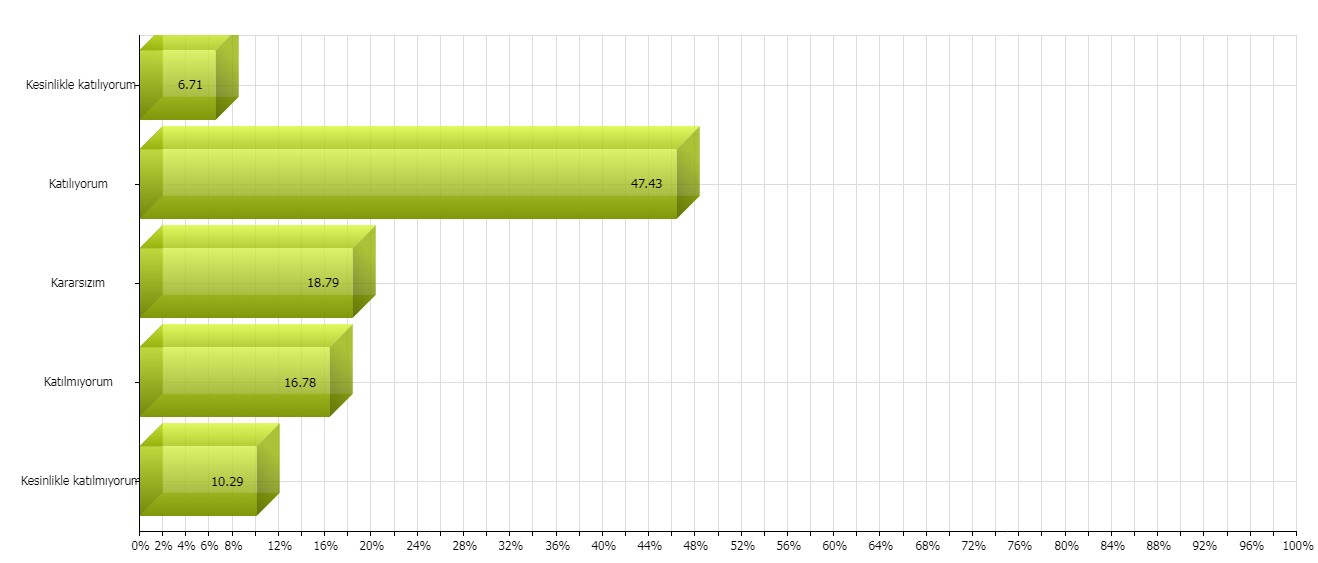 Kesinlikle katılıyorum
6.71
Katılıyorum
47.43
Kararsızım
18.79
Katılmıyorum
16.78
Kesinlikle katılmıyorum
10.29
0% 2% 4% 6% 8% 12% 16% 20% 24% 28% 32% 36% 40% 44% 48% 52% 56% 60% 64% 68% 72% 76% 80% 84% 88% 92% 96% 100%